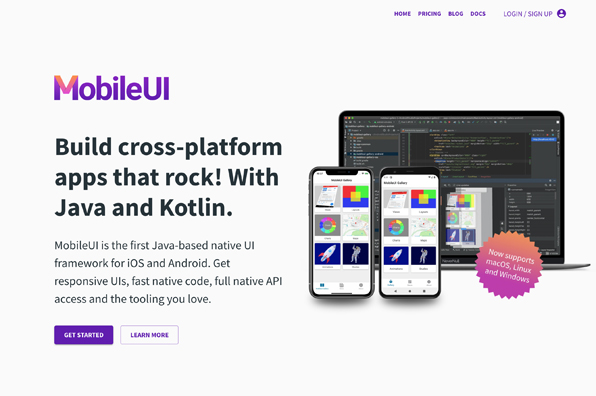 HOME PRICING BLOG DOCS LOGIN / SIGN UP
MobileUI
Build cross-platform
apps that rock! With
Java and Kotlin.
MobileUI is the first Java-based native UI
framework for iOS and Android. Get
responsive UIs, fast native code, full native API
access and the tooling you love.
GET STARTED LEARN MORE
Now supports
macOS, Linux
and Windows